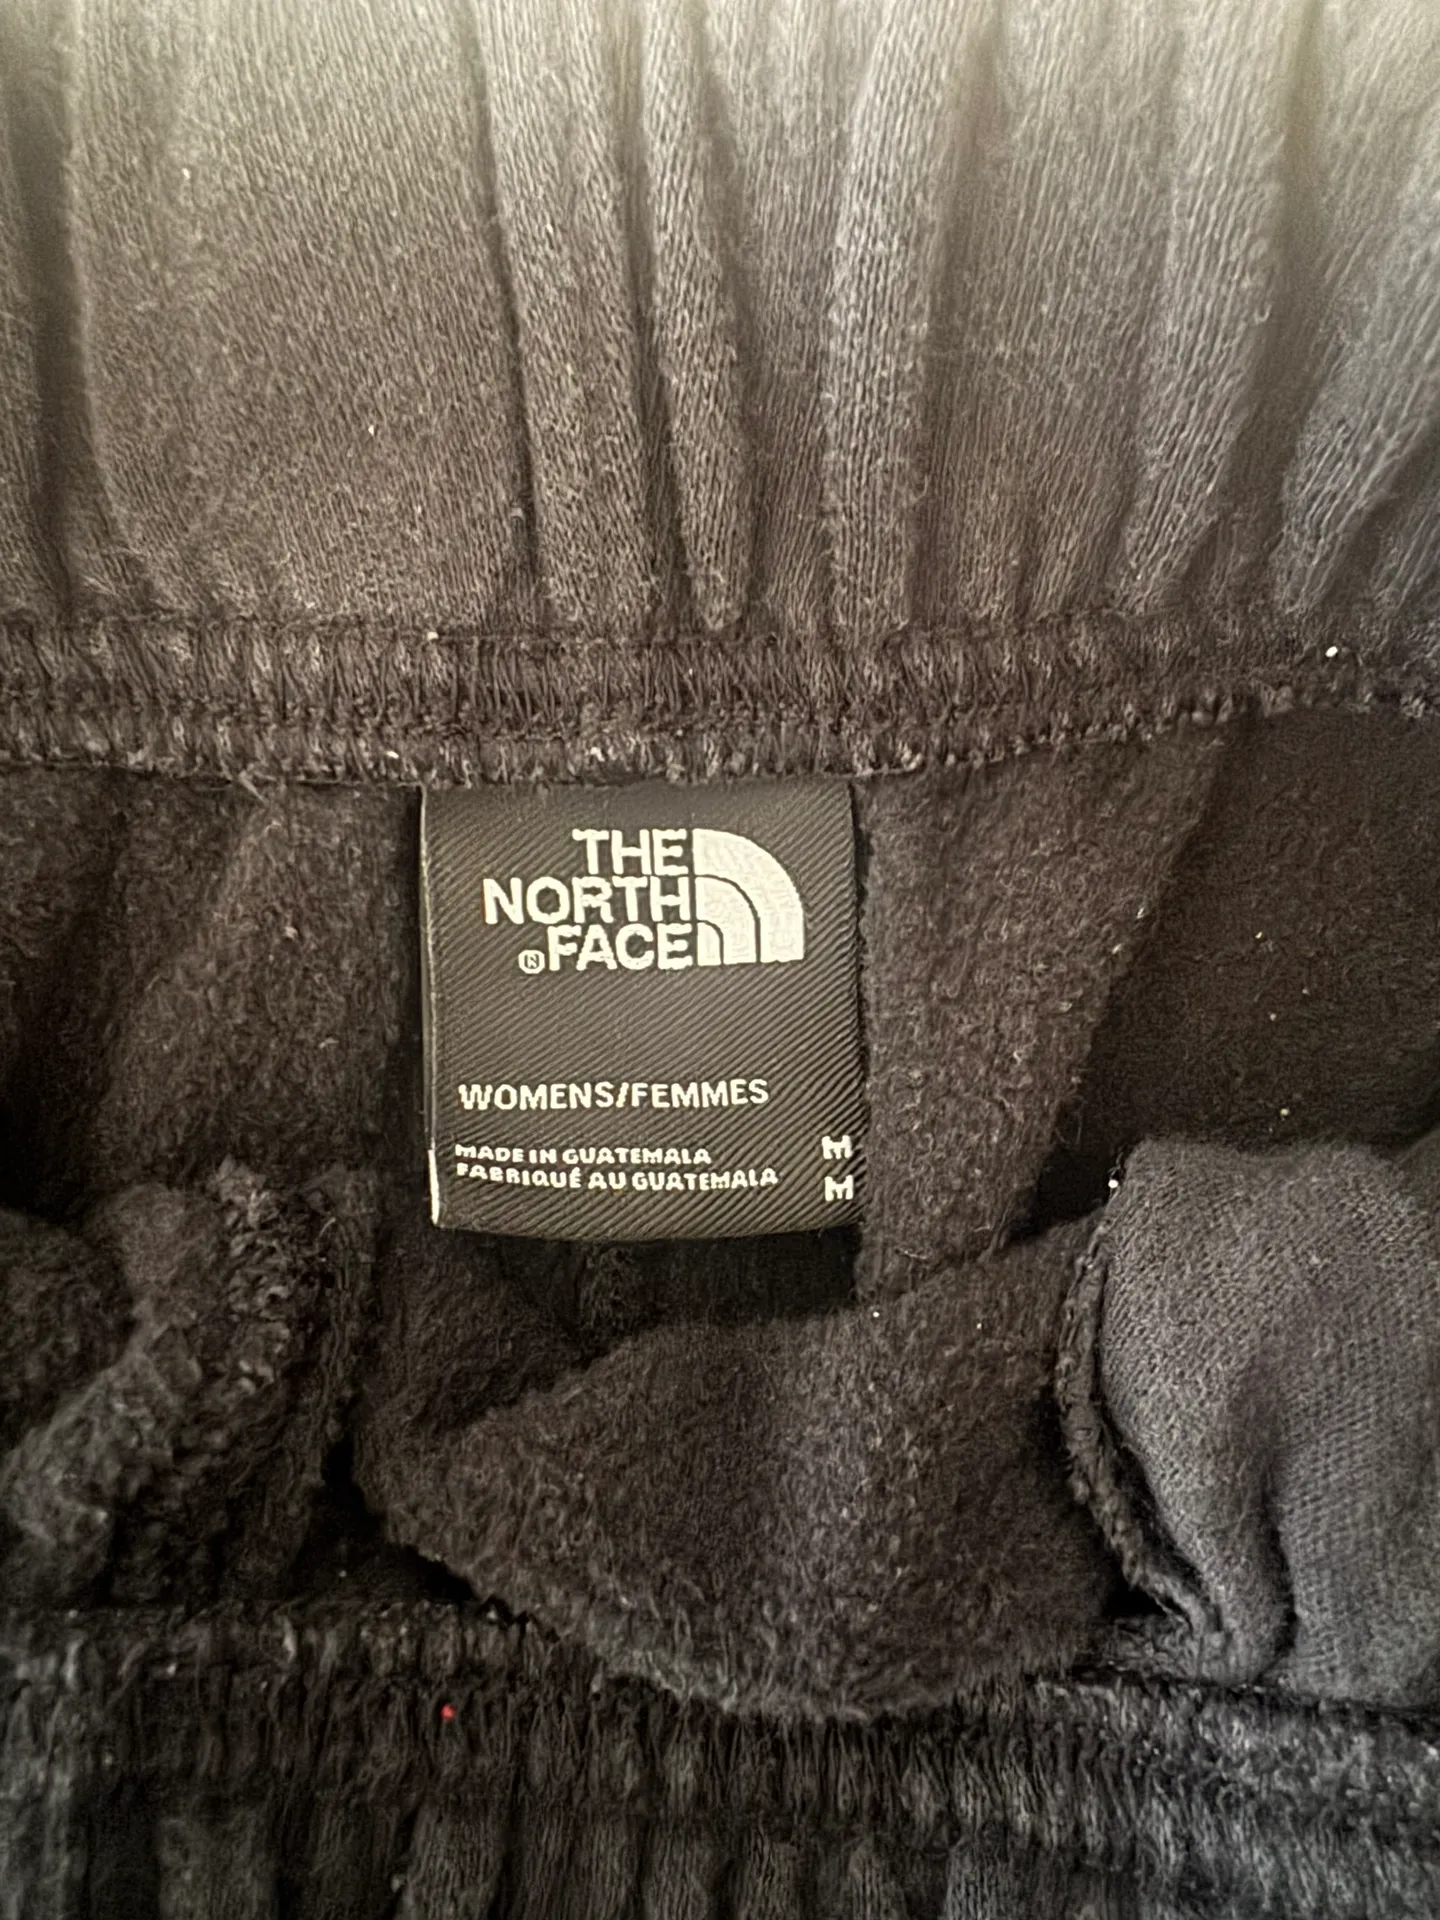 THE
NORTH
®FACE
WOMENS/FEMMES
MADE IN GUATEMALA M
FABRIQUÉ AU GUATEMALA M